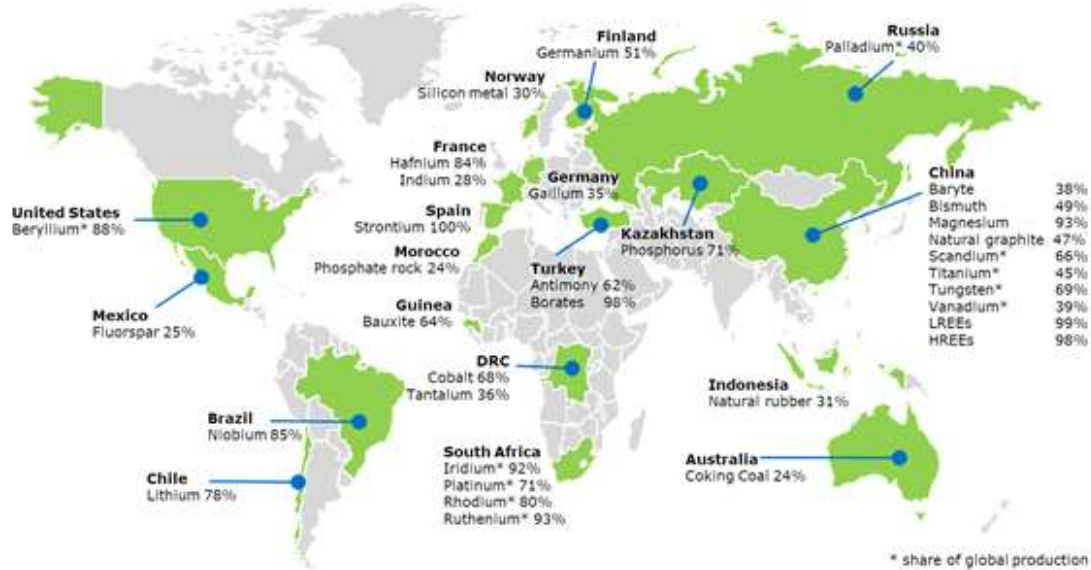 Finland
Germanium 51%
Russia
Palladium* 40%
Norway
Silicon metal 30%
France
Hafnium 84%
Indium 28%
Germany
Gallium 35%
Spain
Strontium 100%
Morocco
Phosphate rock 24%
Kazakhstan
Phosphorus 71%
Turkey
Antimony 62%
Borates 98%
China
Baryte 38%
Bismuth 49%
Magnesium 93%
Natural graphite 47%
Scandium* 66%
Titanium* 45%
Tungsten* 69%
Vanadium* 39%
LREEs 99%
HREEs 98%
United States
Beryllium* 88%
Mexico
Fluorspar 25%
Guinea
Bauxite 64%
DRC
Cobalt 68%
Tantalum 36%
Indonesia
Natural rubber 31%
Brazil
Niobium 85%
Chile
Lithium 78%
South Africa
Iridium* 92%
Platinum* 71%
Rhodium* 80%
Ruthenium* 93%
Australia
Coking Coal 24%
* share of global production